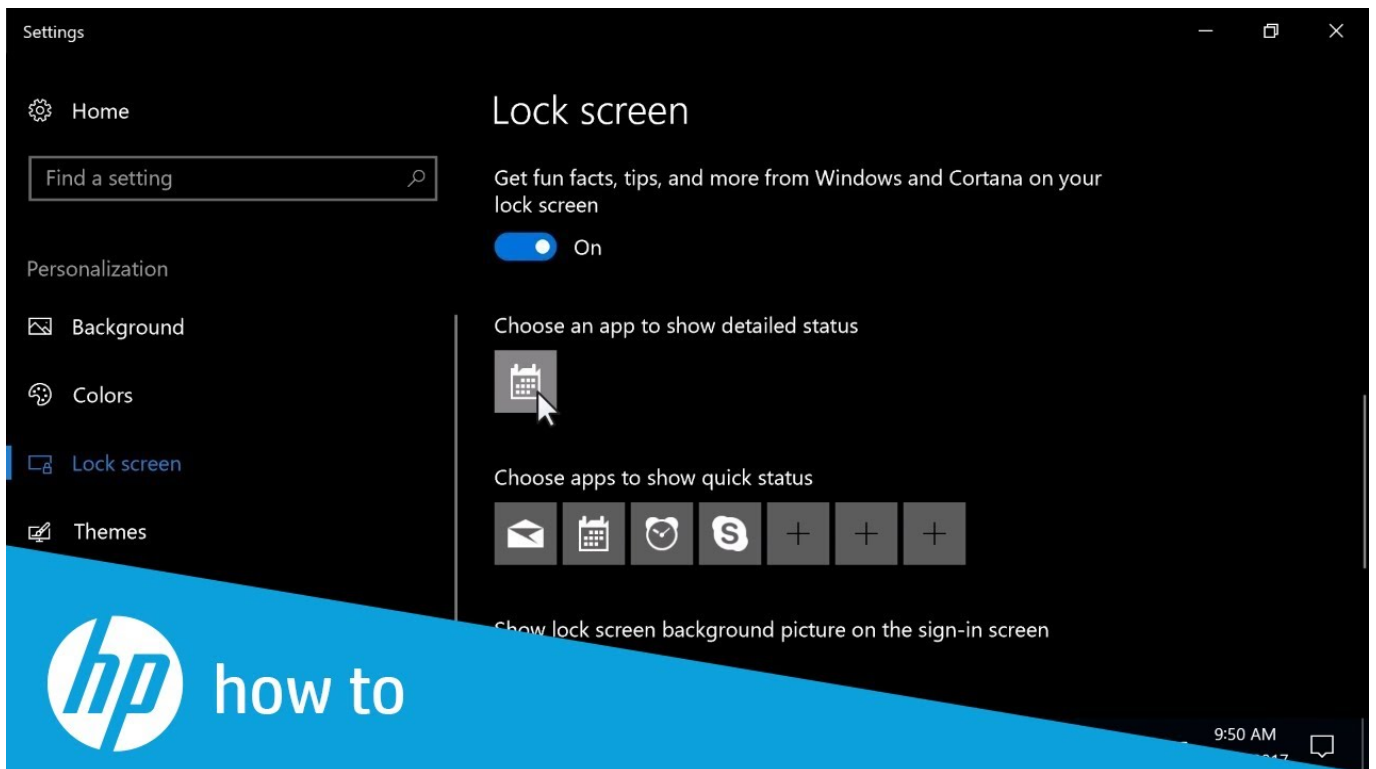 Settings
Home
Find a setting
Personalization
Background
Colors
Lock screen
Themes
Lock screen
Get fun facts, tips, and more from Windows and Cortana on your
lock screen
On
Choose an app to show detailed status
Choose apps to show quick status
S
Show lock screen background picture on the sign-in screen
hp how to
9:50 AM